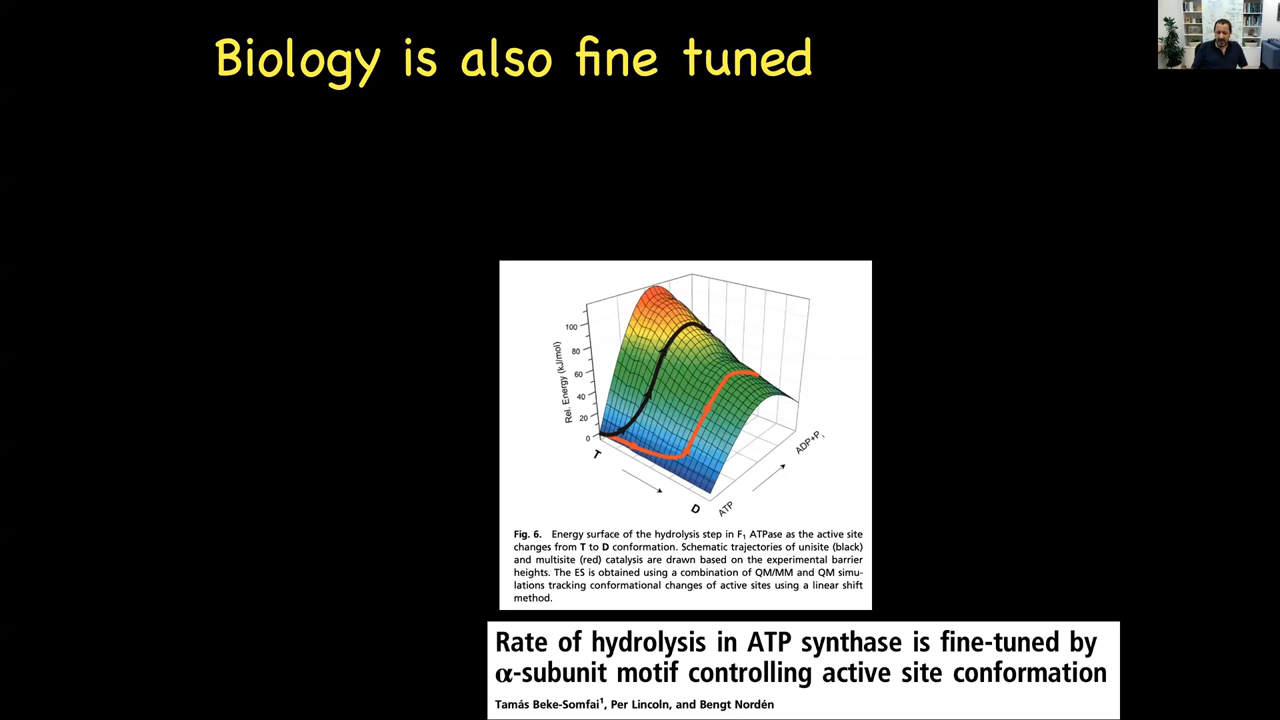 Biology is also fine tuned
100
80
60
40
20
0
Rel. Energy (kJ/mol)
T
D
ATP
ADP+Pi
Fig. 6. Energy surface of the hydrolysis step in F1 ATPase as the active site
changes from T to D conformation. Schematic trajectories of unisite (black)
and multisite (red) catalysis are drawn based on the experimental barrier
heights. The ES is obtained using a combination of QM/MM and QM simu-
lations tracking conformational changes of active sites using a linear shift
method.
Rate of hydrolysis in ATP synthase is fine-tuned by
α-subunit motif controlling active site conformation
Tamás Beke-Somfai1, Per Lincoln, and Bengt Nordén